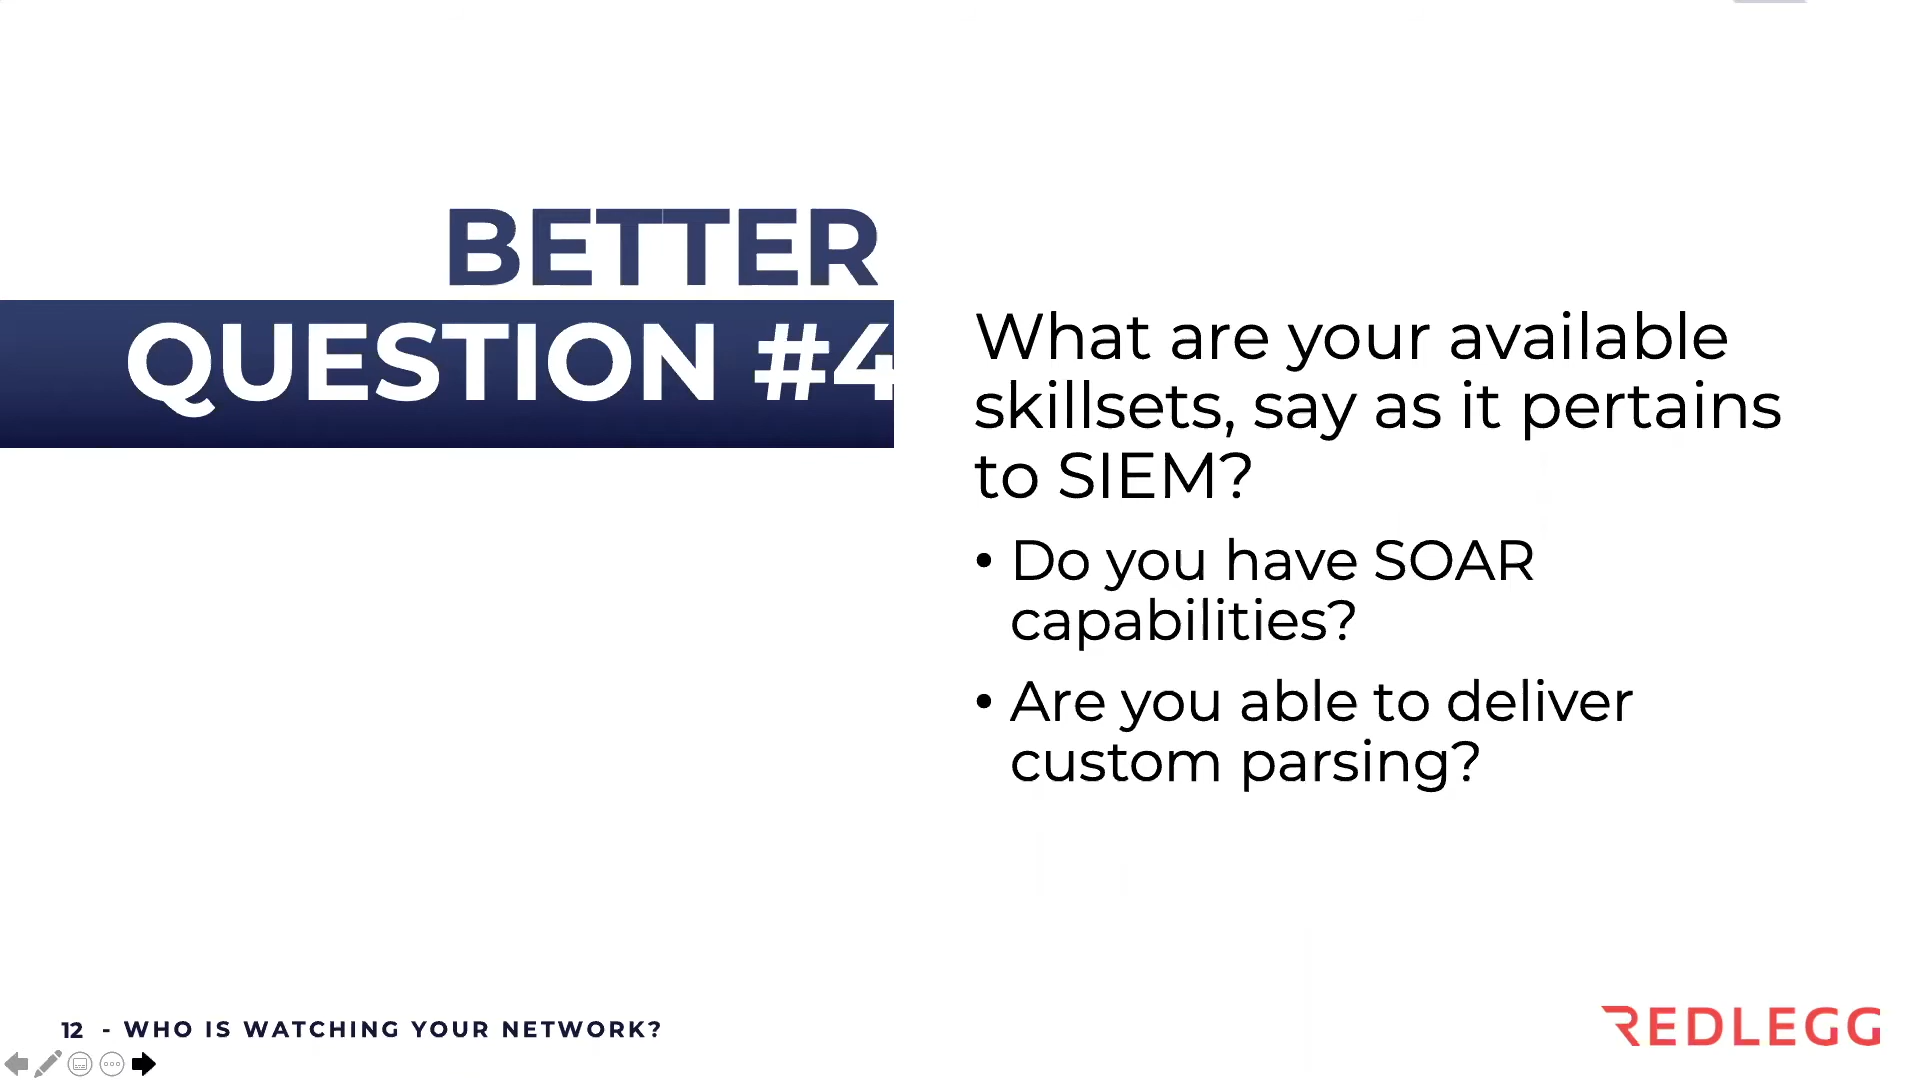 BETTER
QUESTION #4
What are your available
skillsets, say as it pertains
to SIEM?
• Do you have SOAR
capabilities?
• Are you able to deliver
custom parsing?
12 - WHO IS WATCHING YOUR NETWORK?
REDLEGG